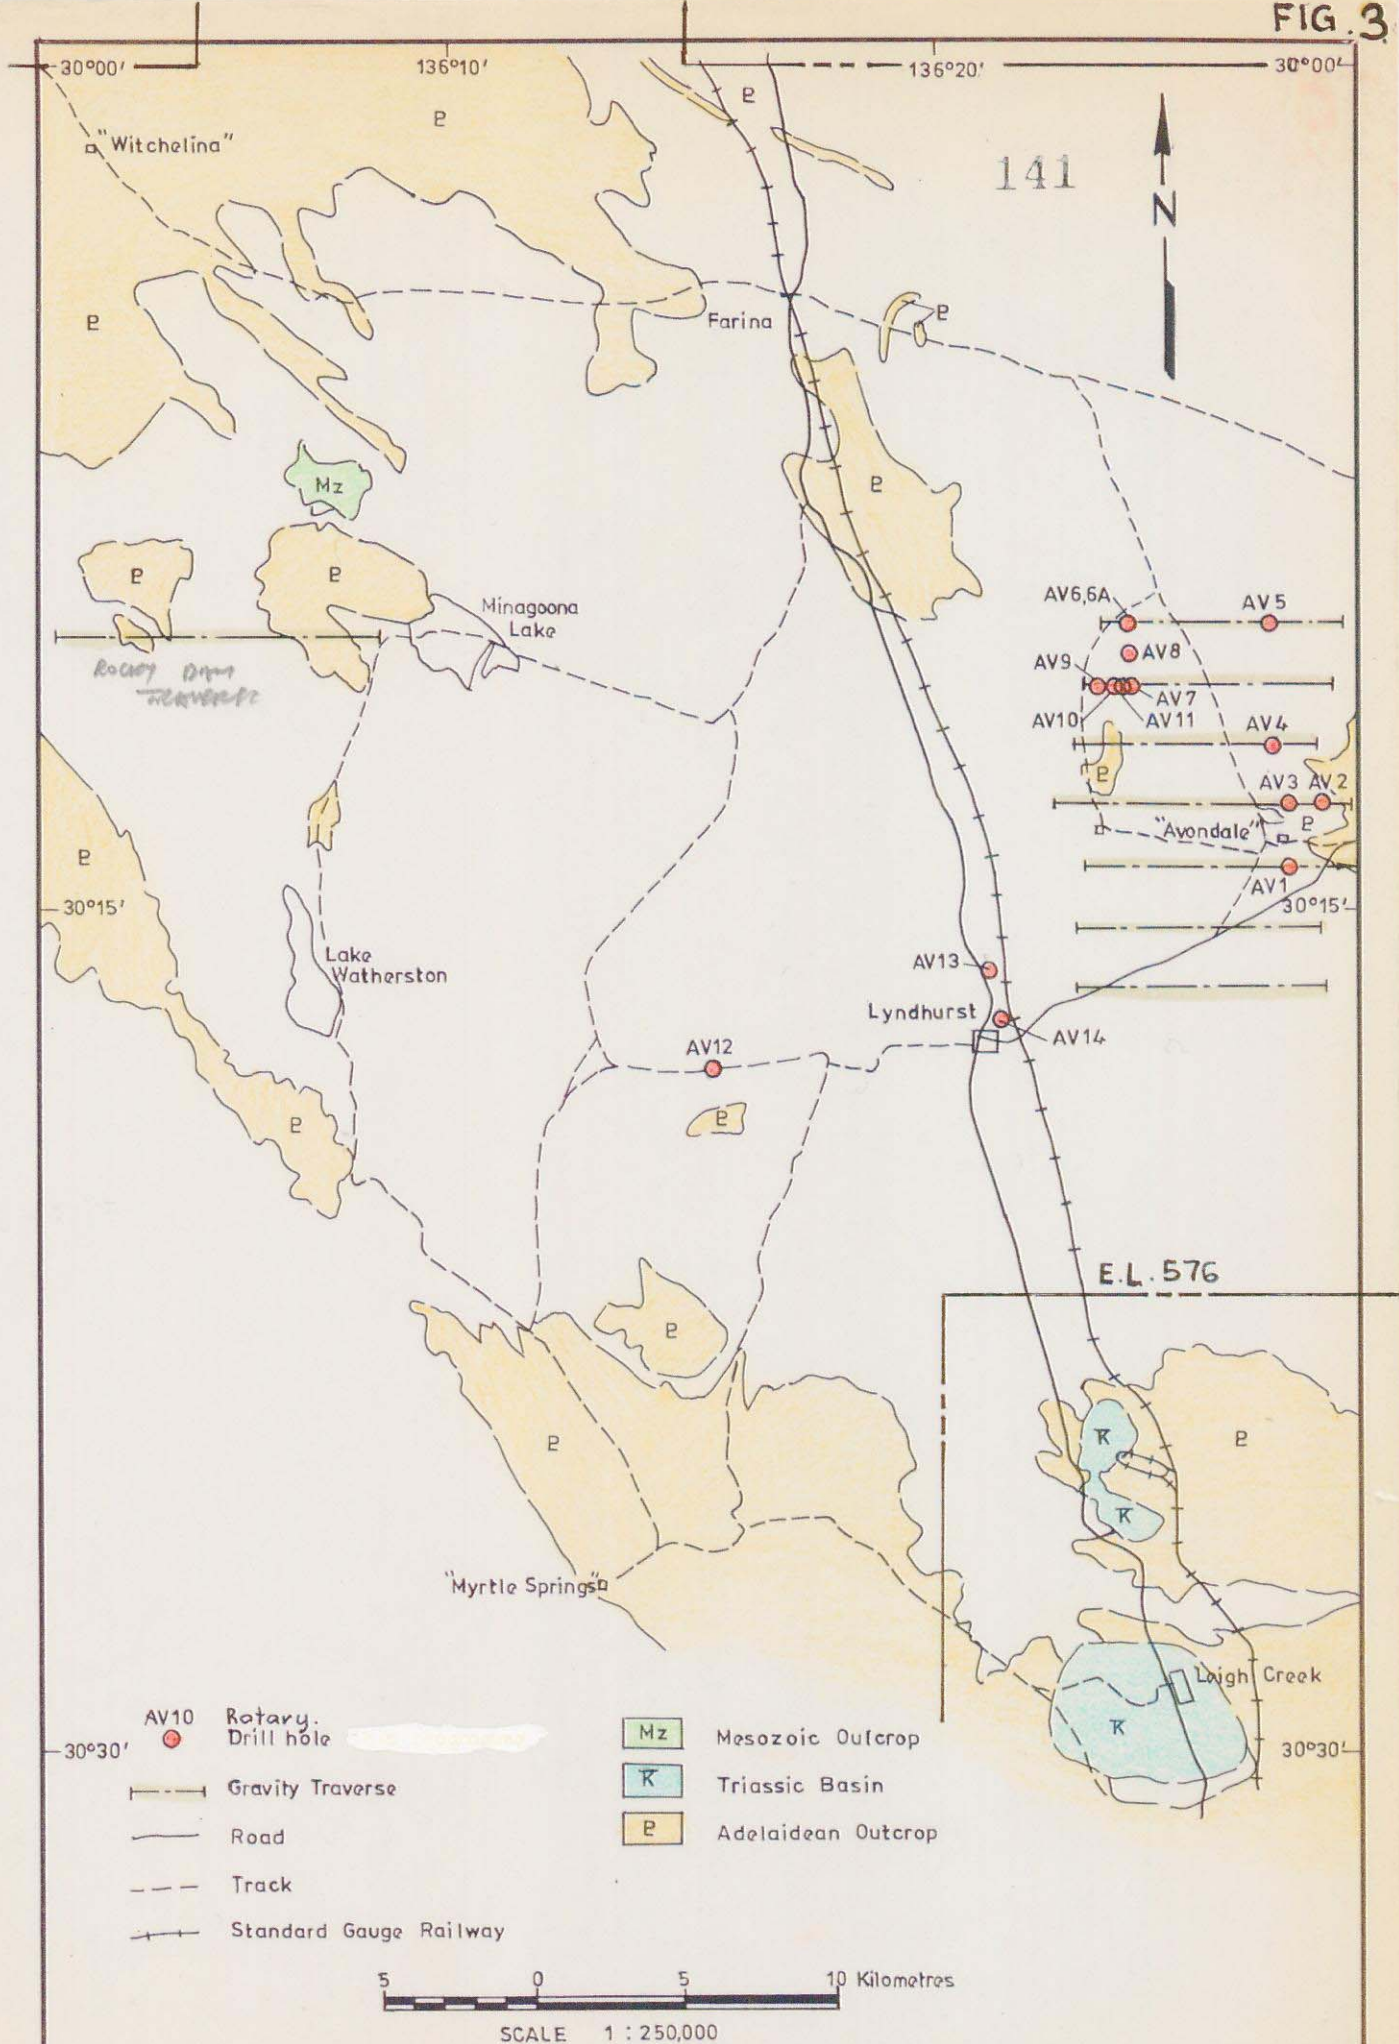 FIG. 3
30°00'
136°10'
136°20'
30°00'
P
P
"Witchelina"
141
N
P
Farina
P
Mz
P
P
P
Minagoona
Lake
ROCKY DAM
TRAVERSE
AV6,6A
AV5
AV8
AV9
AV7
AV10
AV11
AV4
P
AV3
AV2
"Avondale"
P
P
AV1
30°15'
30°15'
Lake
Watherston
AV13
Lyndhurst
AV14
AV12
P
P
E.L. 576
P
P
P
R
R
"Myrtle Springs"
Leigh Creek
R
AV10
Rotary.
Drill hole
Mz
Mesozoic Outcrop
30°30'
30°30'
Gravity Traverse
R
Triassic Basin
Road
P
Adelaidean Outcrop
Track
Standard Gauge Railway
5
0
5
10 Kilometres
SCALE 1 : 250,000